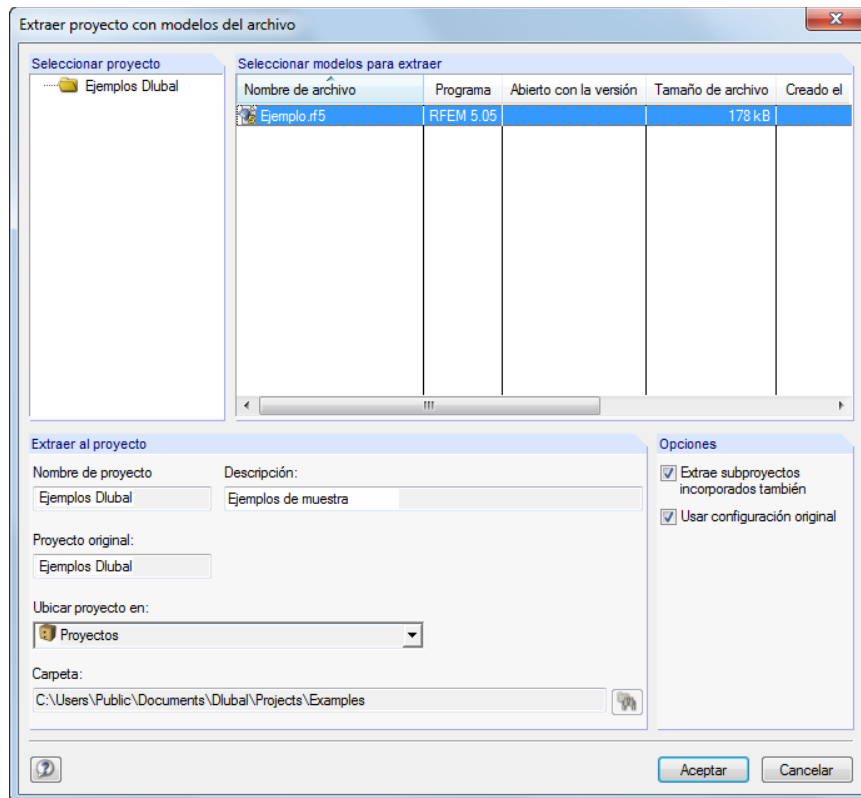 Extraer proyecto con modelos del archivo
Seleccionar proyecto
Ejemplos Dlubal
Seleccionar modelos para extraer
Nombre de archivo Programa Abierto con la versión Tamaño de archivo Creado el
Ejemplo.rf5 RFEM 5.05 178 kB
Extraer al proyecto
Nombre de proyecto Descripción:
Ejemplos Dlubal Ejemplos de muestra
Proyecto original:
Ejemplos Dlubal
Ubicar proyecto en:
Proyectos
Carpeta:
C:\Users\Public\Documents\Dlubal\Projects\Examples
Opciones
Extrae subproyectos
incorporados también
Usar configuración original
Aceptar Cancelar